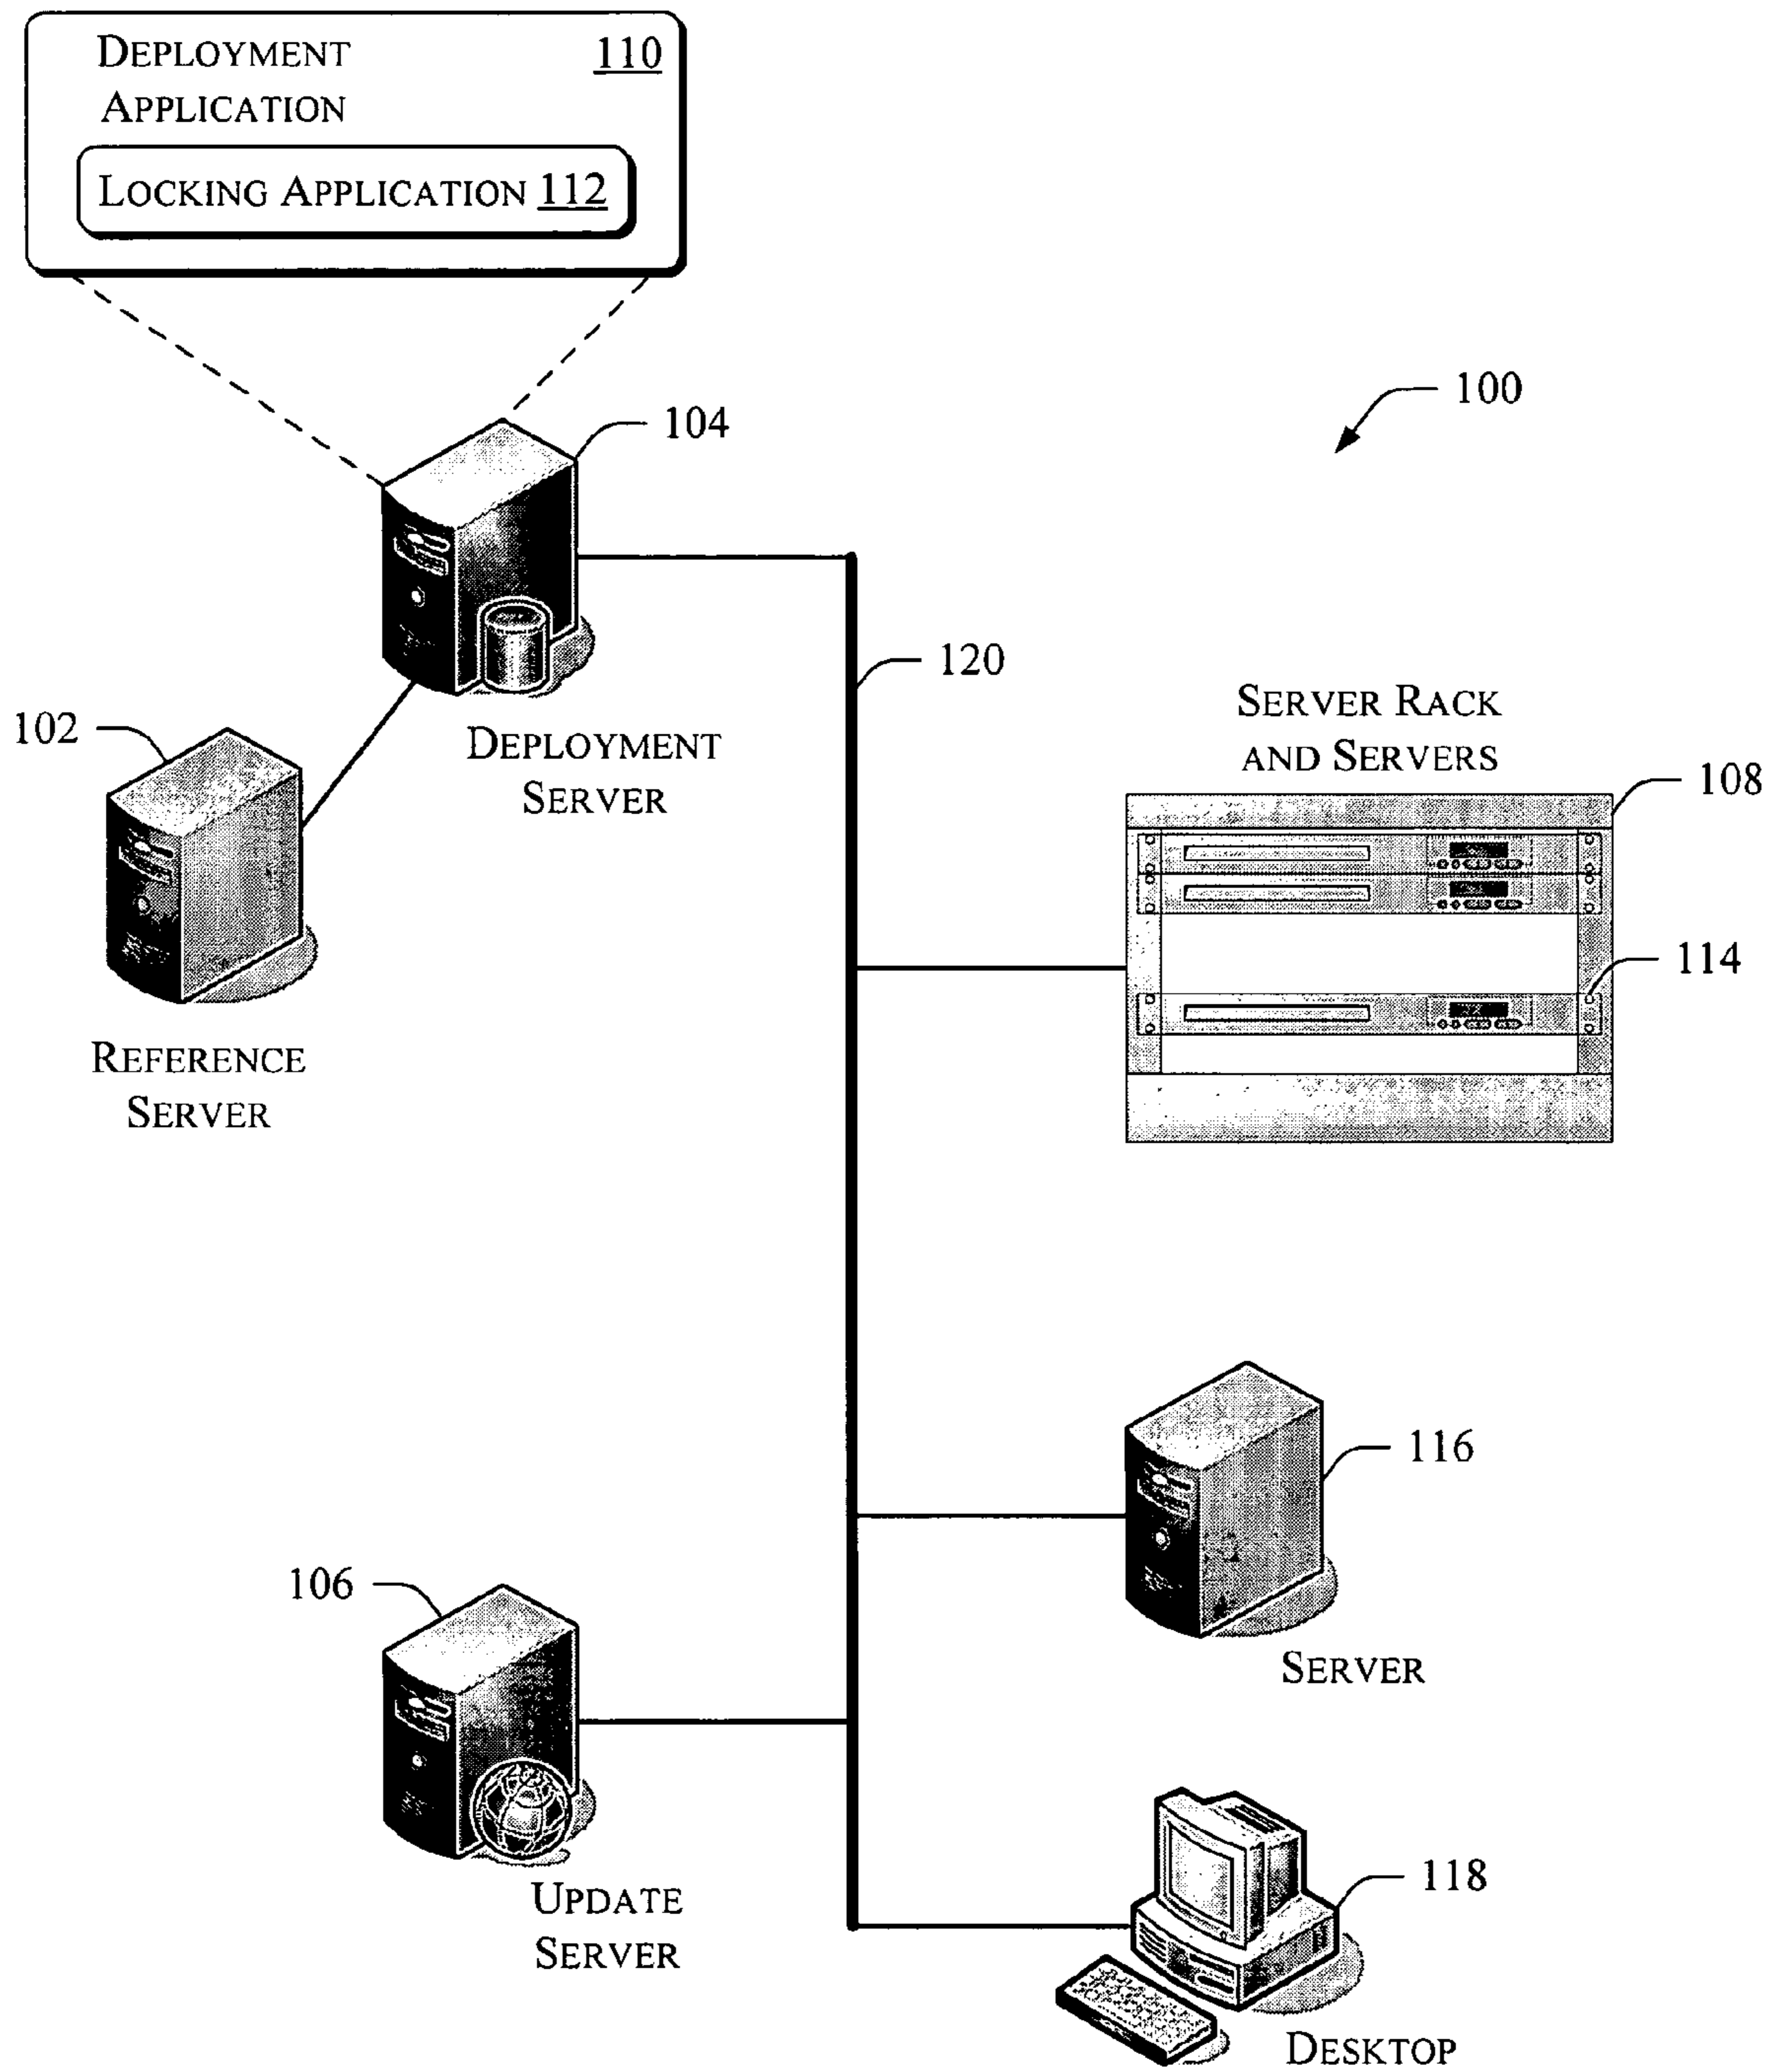 DEPLOYMENT 110
APPLICATION
LOCKING APPLICATION 112
100
104
120
SERVER RACK
AND SERVERS
102
DEPLOYMENT
SERVER
108
114
REFERENCE
SERVER
116
106
SERVER
118
UPDATE
SERVER
DESKTOP